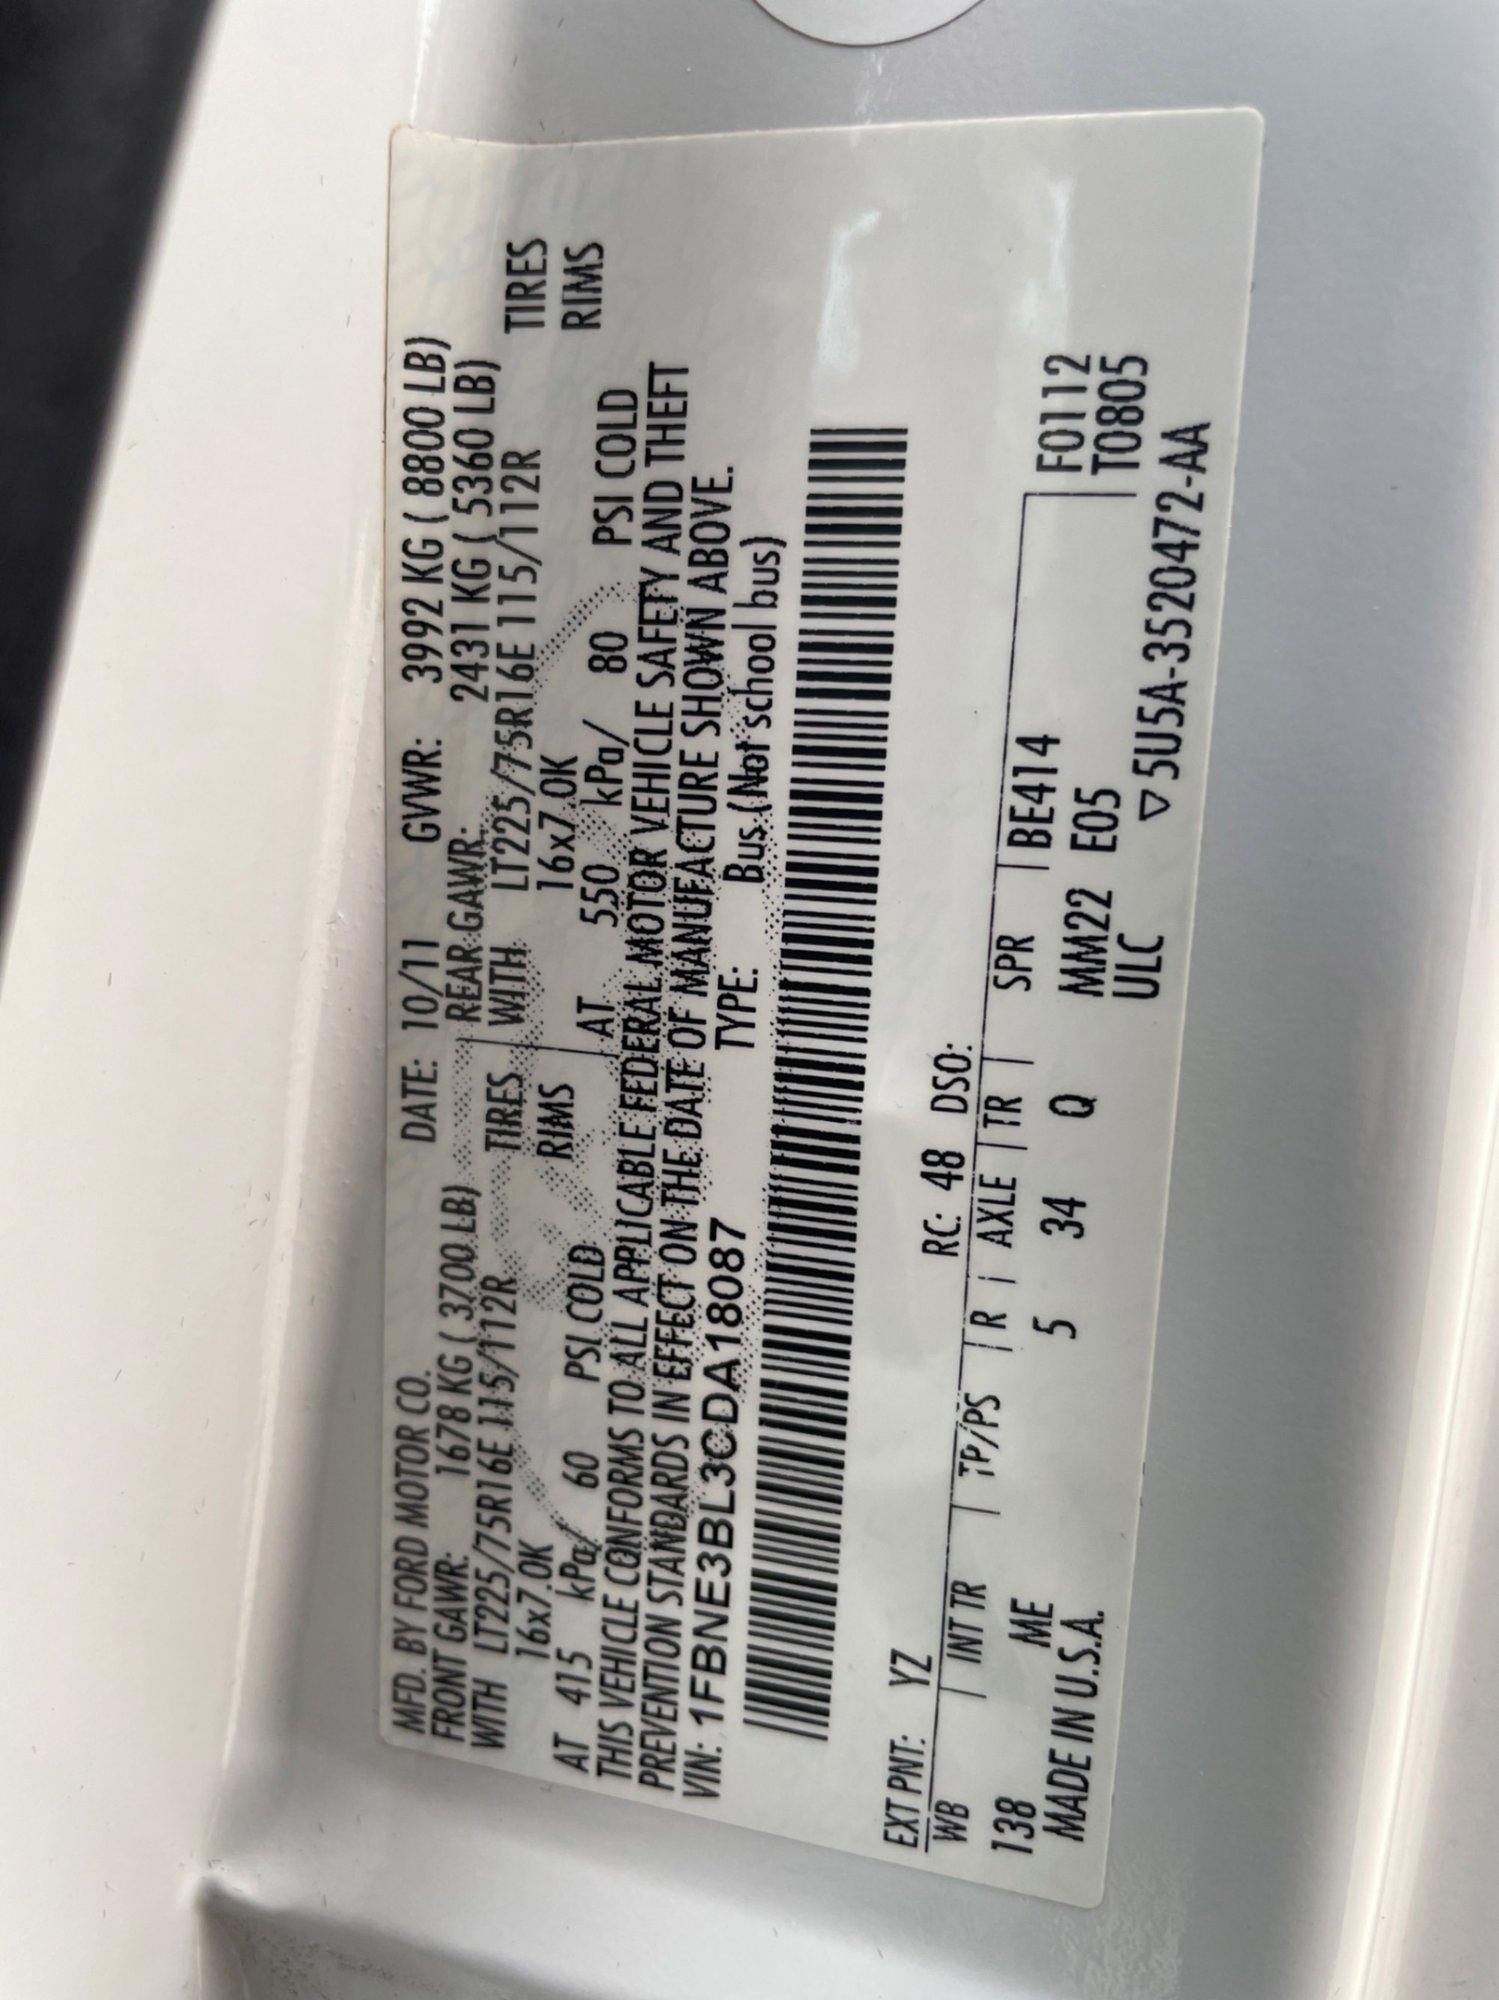 MFD. BY FORD MOTOR CO. DATE: 10/11 GVWR: 3992 KG ( 8800 LB)
FRONT GAWR: 1678 KG ( 3700 LB) REAR GAWR: 2431 KG ( 5360 LB)
WITH LT225/75R16E 115/112R TIRES WITH LT225/75R16E 115/112R TIRES
16x7.0K RIMS 16x7.0K RIMS
AT 415 kPa/ 60 PSI COLD AT 550 kPa/ 80 PSI COLD
THIS VEHICLE CONFORMS TO ALL APPLICABLE FEDERAL MOTOR VEHICLE SAFETY AND THEFT
PREVENTION STANDARDS IN EFFECT ON THE DATE OF MANUFACTURE SHOWN ABOVE.
VIN: 1FBNE3BL3CDA18087 TYPE: Bus (Not school bus)
EXT PNT: YZ RC: 48 DSO:
WB INT TR TP/PS R AXLE TR SPR BE414 F0112
138 ME 5 34 Q MM22 E05 T0805
MADE IN U.S.A. ULC
▽5U5A-3520472-AA